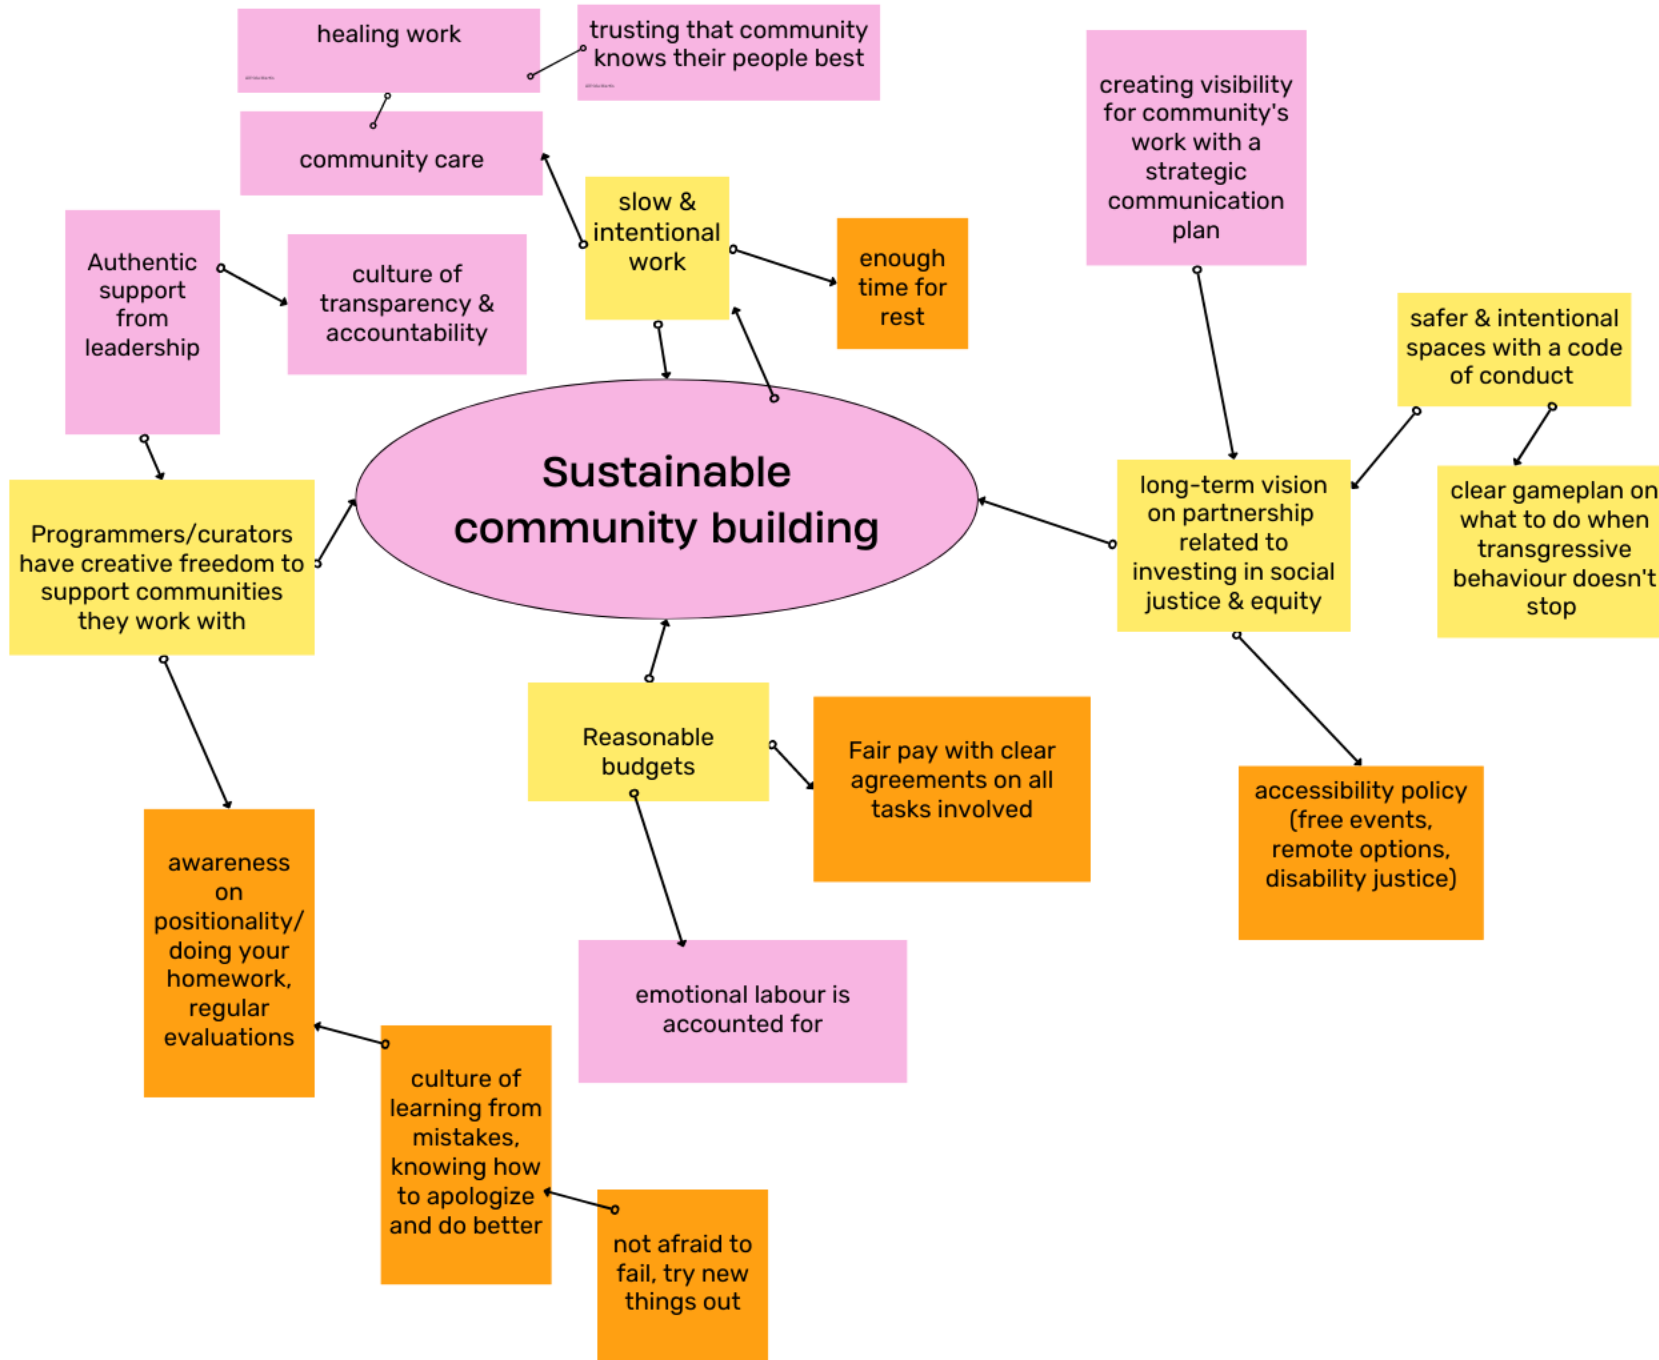 healing work
trusting that community
knows their people best
community care
creating visibility
for community's
work with a
strategic
communication
plan
slow &
intentional
work
enough
time for
rest
Authentic
support
from
leadership
culture of
transparency &
accountability
safer & intentional
spaces with a code
of conduct
Sustainable
community building
long-term vision
on partnership
related to
investing in social
justice & equity
clear gameplan on
what to do when
transgressive
behaviour doesn't
stop
Programmers/curators
have creative freedom to
support communities
they work with
Reasonable
budgets
Fair pay with clear
agreements on all
tasks involved
accessibility policy
(free events,
remote options,
disability justice)
awareness
on
positionality/
doing your
homework,
regular
evaluations
emotional labour is
accounted for
culture of
learning from
mistakes,
knowing how
to apologize
and do better
not afraid to
fail, try new
things out